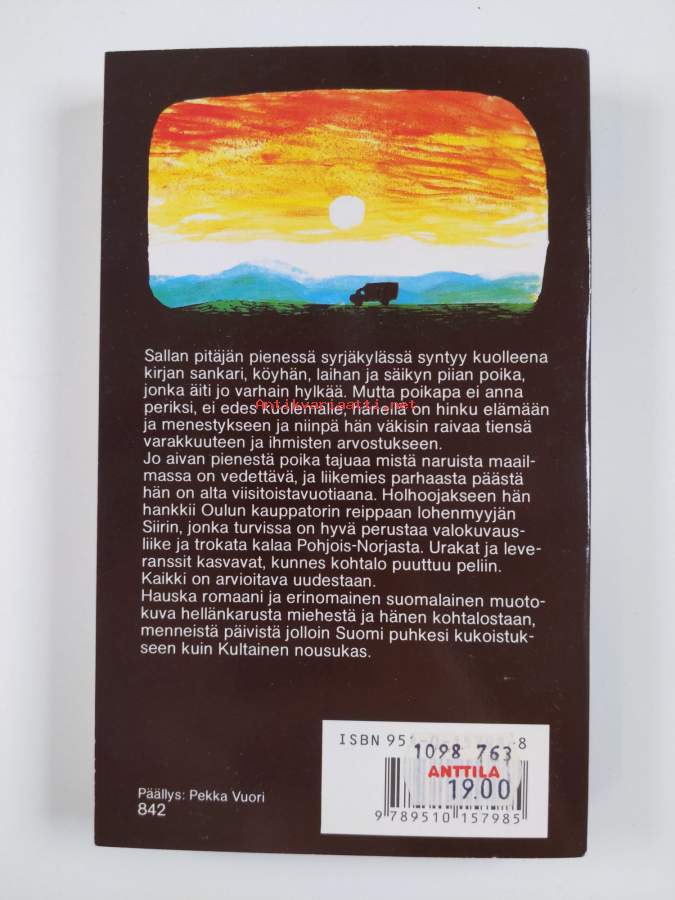 Sallan pitäjän pienessä syrjäkylässä syntyy kuolleena
kirjan sankari, köyhän, laihan ja säikyn piian poika,
jonka äiti jo varhain hylkää. Mutta poikapa ei anna
periksi, ei edes kuolemalle, hänellä on hinku elämään
Antikvariaatti.net
ja menestykseen ja niinpä hän väkisin raivaa tiensä
varakkuuteen ja ihmisten arvostukseen.
Jo aivan pienestä poika tajuaa mistä naruista maail-
massa on vedettävä, ja liikemies parhaasta päästä
hän on alta viisitoistavuotiaana. Holhoojakseen hän
hankkii Oulun kauppatorin reippaan lohenmyyjän
Siirin, jonka turvissa on hyvä perustaa valokuvaus-
liike ja trokata kalaa Pohjois-Norjasta. Urakat ja leve-
ranssit kasvavat, kunnes kohtalo puuttuu peliin.
Kaikki on arvioitava uudestaan.
Hauska romaani ja erinomainen suomalainen muoto-
kuva hellänkarusta miehestä ja hänen kohtalostaan,
menneistä päivistä jolloin Suomi puhkesi kukoistuk-
seen kuin Kultainen nousukas.
ISBN 95 8
1098 763
ANTTILA
19.00
9 789510 157985
Päällys: Pekka Vuori
842